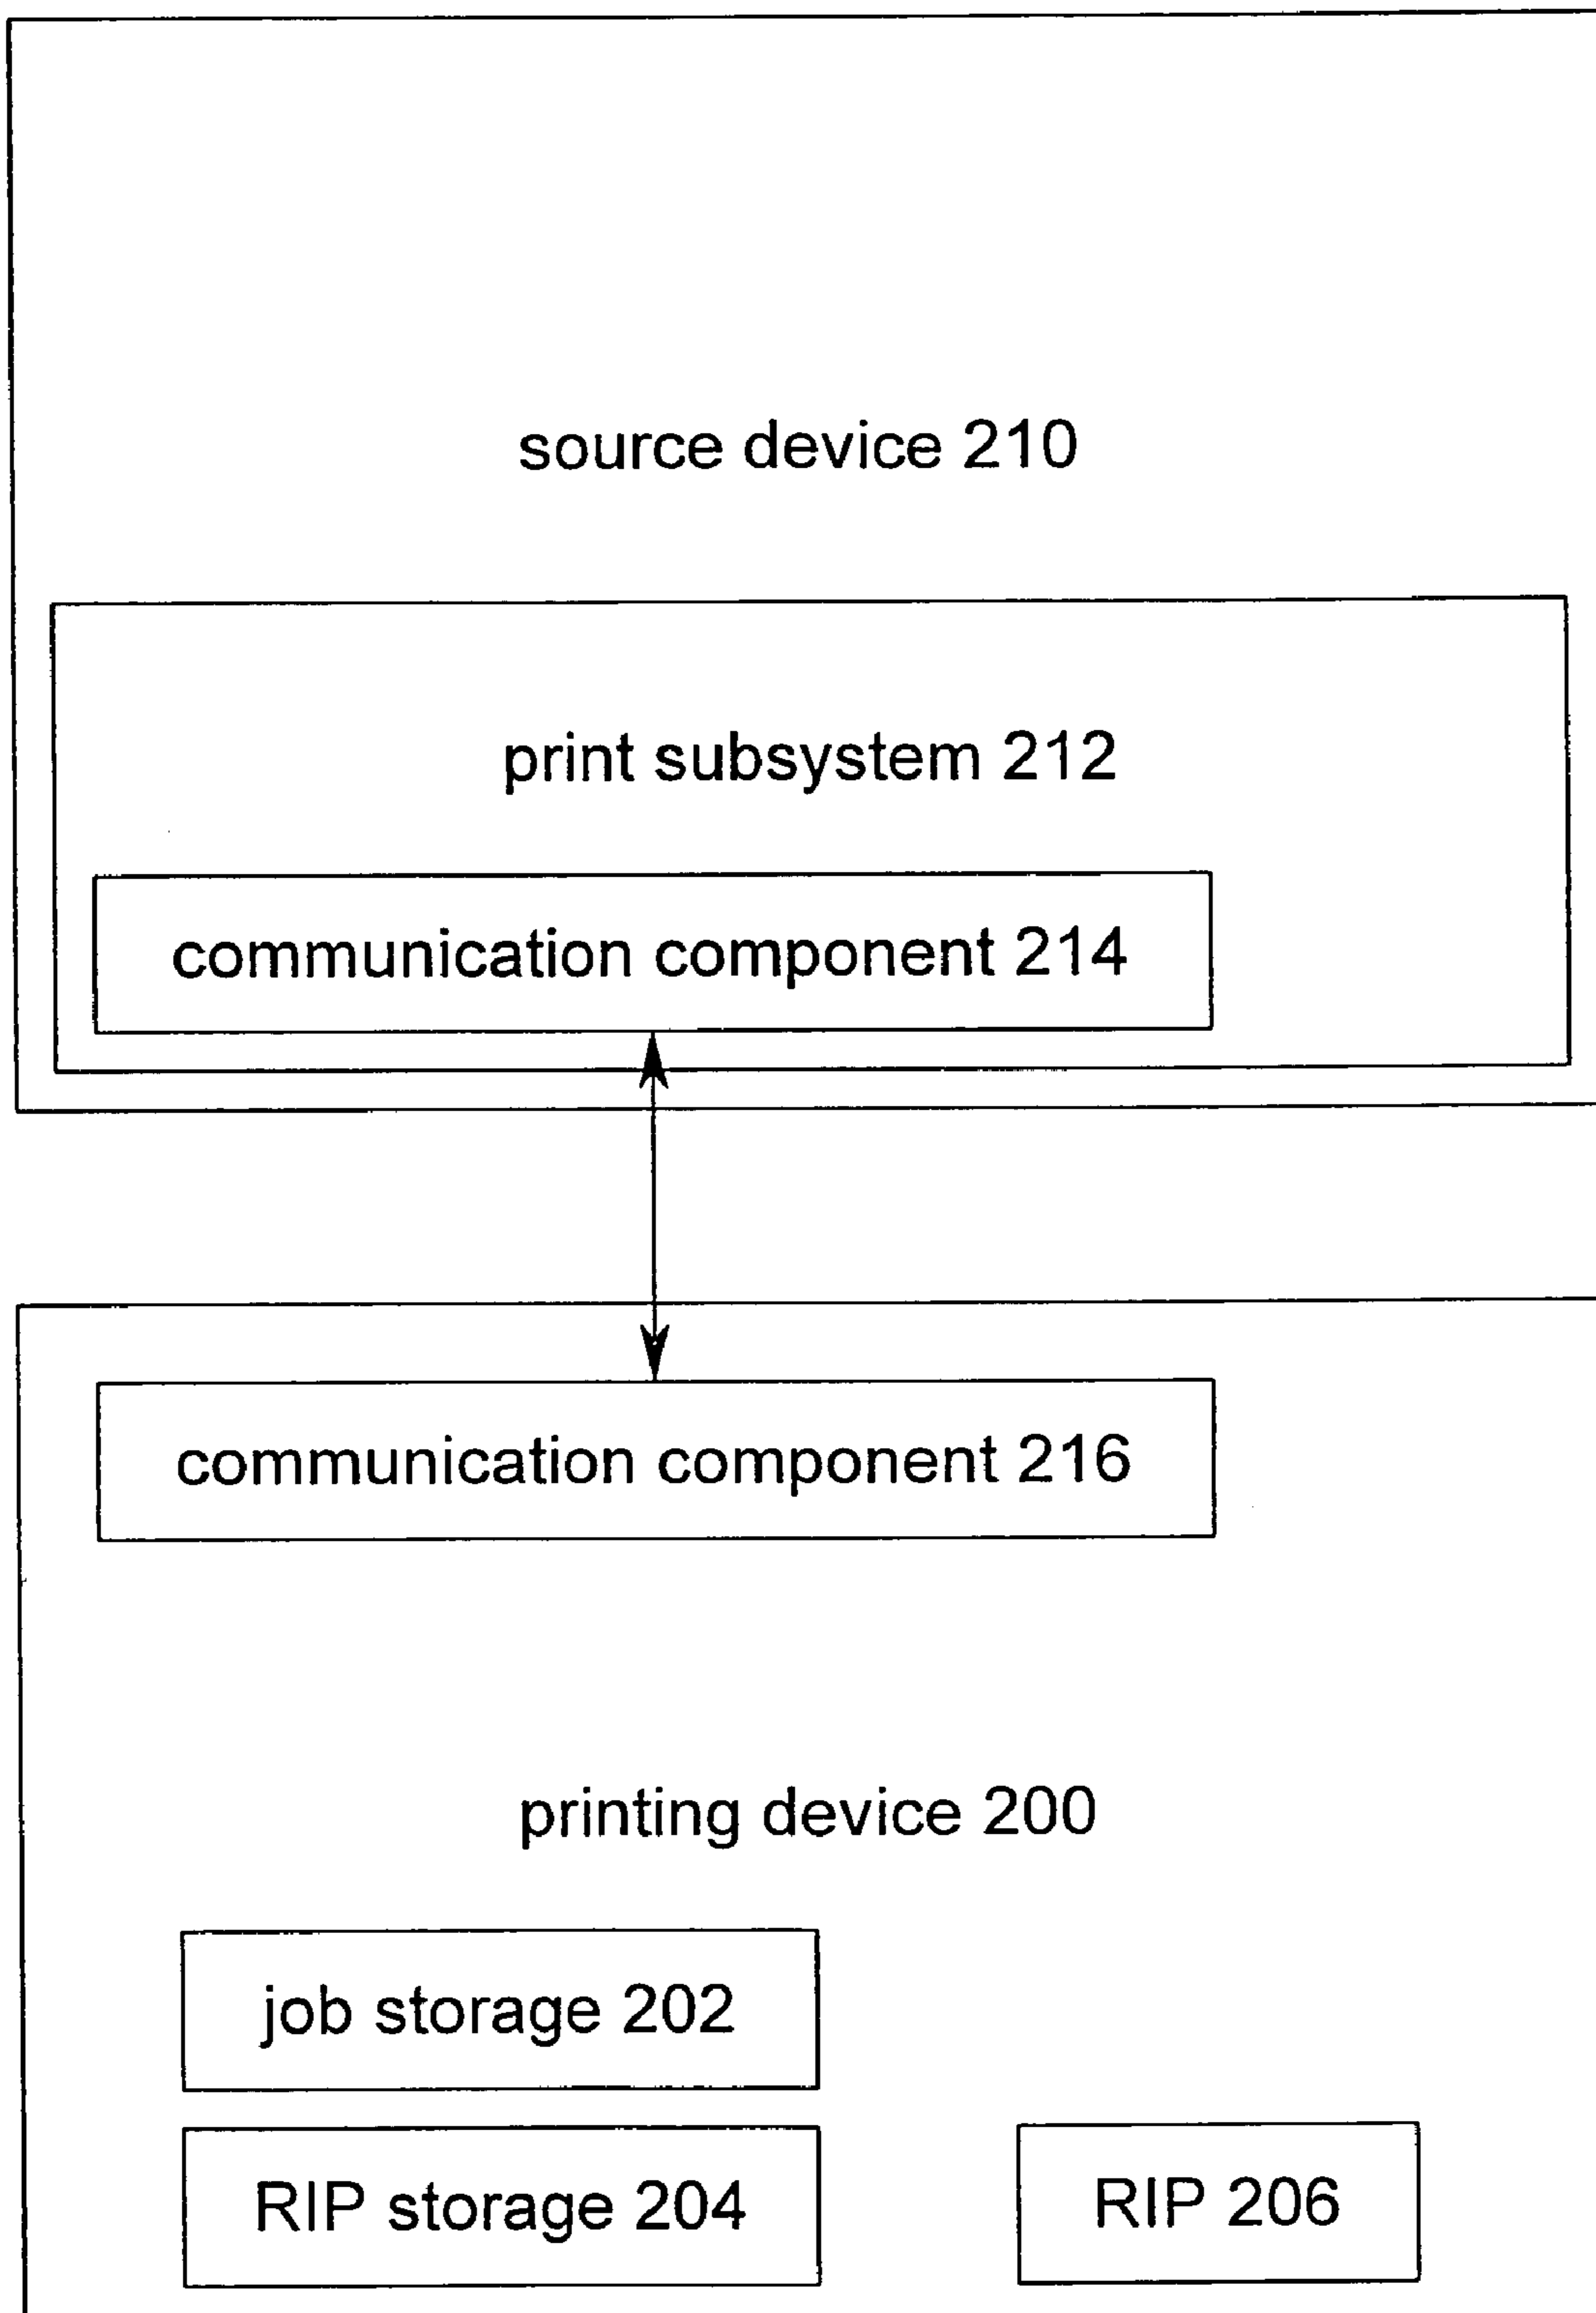 source device 210
print subsystem 212
communication component 214
communication component 216
printing device 200
job storage 202
RIP storage 204
RIP 206